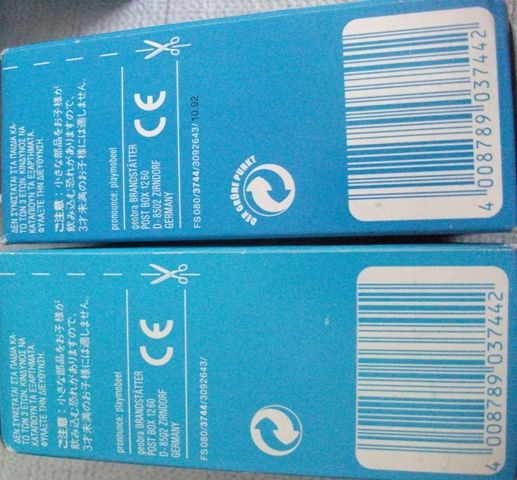 ΔΕΝ ΣΥΝΙΣΤΑΤΑΙ ΣΤΑ ΠΑΙΔΙΑ ΚΑ-
ΤΩ ΤΩΝ 3 ΕΤΩΝ. ΚΙΝΔΥΝΟΣ ΝΑ
ΚΑΤΑΠΙΟΥΝ ΤΑ ΕΞΑΡΤΗΜΑΤΑ.
ΦΥΛΑΞΤΕ ΤΗΝ ΔΙΕΥΘΥΝΣΗ.
ご注意:小さな部品をお子様が
飲み込む恐れがありますので、
3才未満のお子様には適しません。
pronounce: playmobeel
geobra BRANDSTÄTTER
POST BOX 1260
D-8502 ZIRNDORF
GERMANY
CE
FS 080/3744/3092643/ 10.92
DER GRÜNE PUNKT
4 008789 037442
ΔΕΝ ΣΥΝΙΣΤΑΤΑΙ ΣΤΑ ΠΑΙΔΙΑ ΚΑ-
ΤΩ ΤΩΝ 3 ΕΤΩΝ. ΚΙΝΔΥΝΟΣ ΝΑ
ΚΑΤΑΠΙΟΥΝ ΤΑ ΕΞΑΡΤΗΜΑΤΑ.
ΦΥΛΑΞΤΕ ΤΗΝ ΔΙΕΥΘΥΝΣΗ.
ご注意:小さな部品をお子様が
飲み込む恐れがありますので、
3才未満のお子様には適しません。
pronounce: playmobeel
geobra BRANDSTÄTTER
POST BOX 1260
D-8502 ZIRNDORF
GERMANY
CE
FS 080/3744/3092643/
4 008789 037442